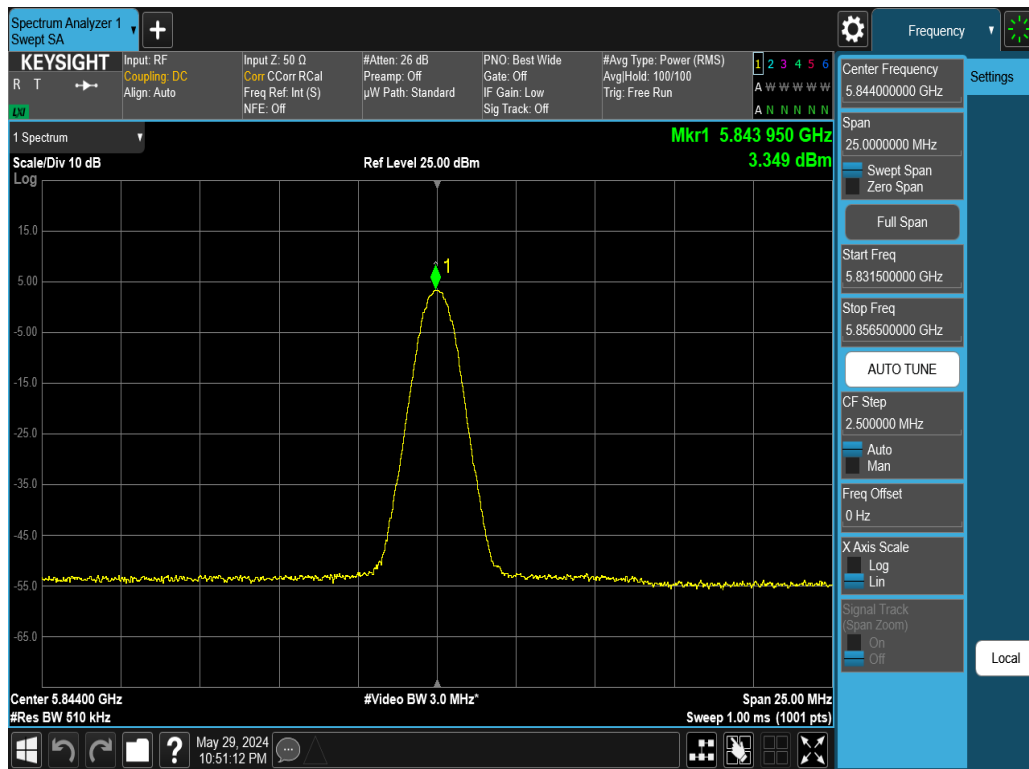 Spectrum Analyzer 1
Swept SA
+
Frequency
KEYSIGHT
R T
LXI
Input: RF
Coupling: DC
Align: Auto
Input Z: 50 Ω
Corr CCorr RCal
Freq Ref: Int (S)
NFE: Off
#Atten: 26 dB
Preamp: Off
µW Path: Standard
PNO: Best Wide
Gate: Off
IF Gain: Low
Sig Track: Off
#Avg Type: Power (RMS)
Avg|Hold: 100/100
Trig: Free Run
1 2 3 4 5 6
A W W W W W
A N N N N N
1 Spectrum
Mkr1 5.843 950 GHz
3.349 dBm
Scale/Div 10 dB
Ref Level 25.00 dBm
Log
15.0
5.00
-5.00
-15.0
-25.0
-35.0
-45.0
-55.0
-65.0
1
Center 5.84400 GHz
#Video BW 3.0 MHz*
Span 25.00 MHz
#Res BW 510 kHz
Sweep 1.00 ms (1001 pts)
Center Frequency
5.844000000 GHz
Settings
Span
25.0000000 MHz
Swept Span
Zero Span
Full Span
Start Freq
5.831500000 GHz
Stop Freq
5.856500000 GHz
AUTO TUNE
CF Step
2.500000 MHz
Auto
Man
Freq Offset
0 Hz
X Axis Scale
Log
Lin
Signal Track
(Span Zoom)
On
Off
Local
?
May 29, 2024
10:51:12 PM